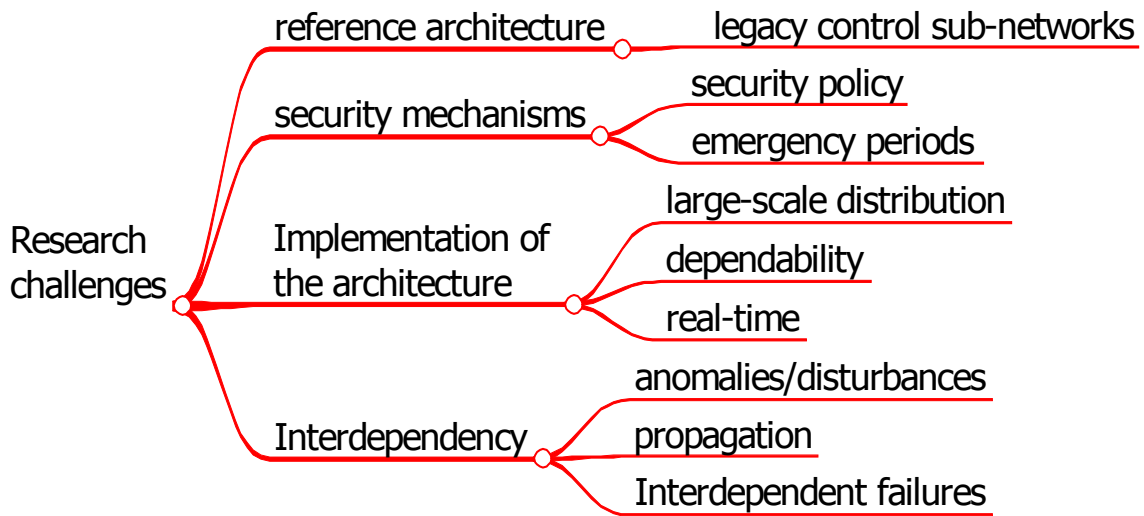 Research
challenges
reference architecture
legacy control sub-networks
security mechanisms
security policy
emergency periods
Implementation of
the architecture
large-scale distribution
dependability
real-time
Interdependency
anomalies/disturbances
propagation
Interdependent failures